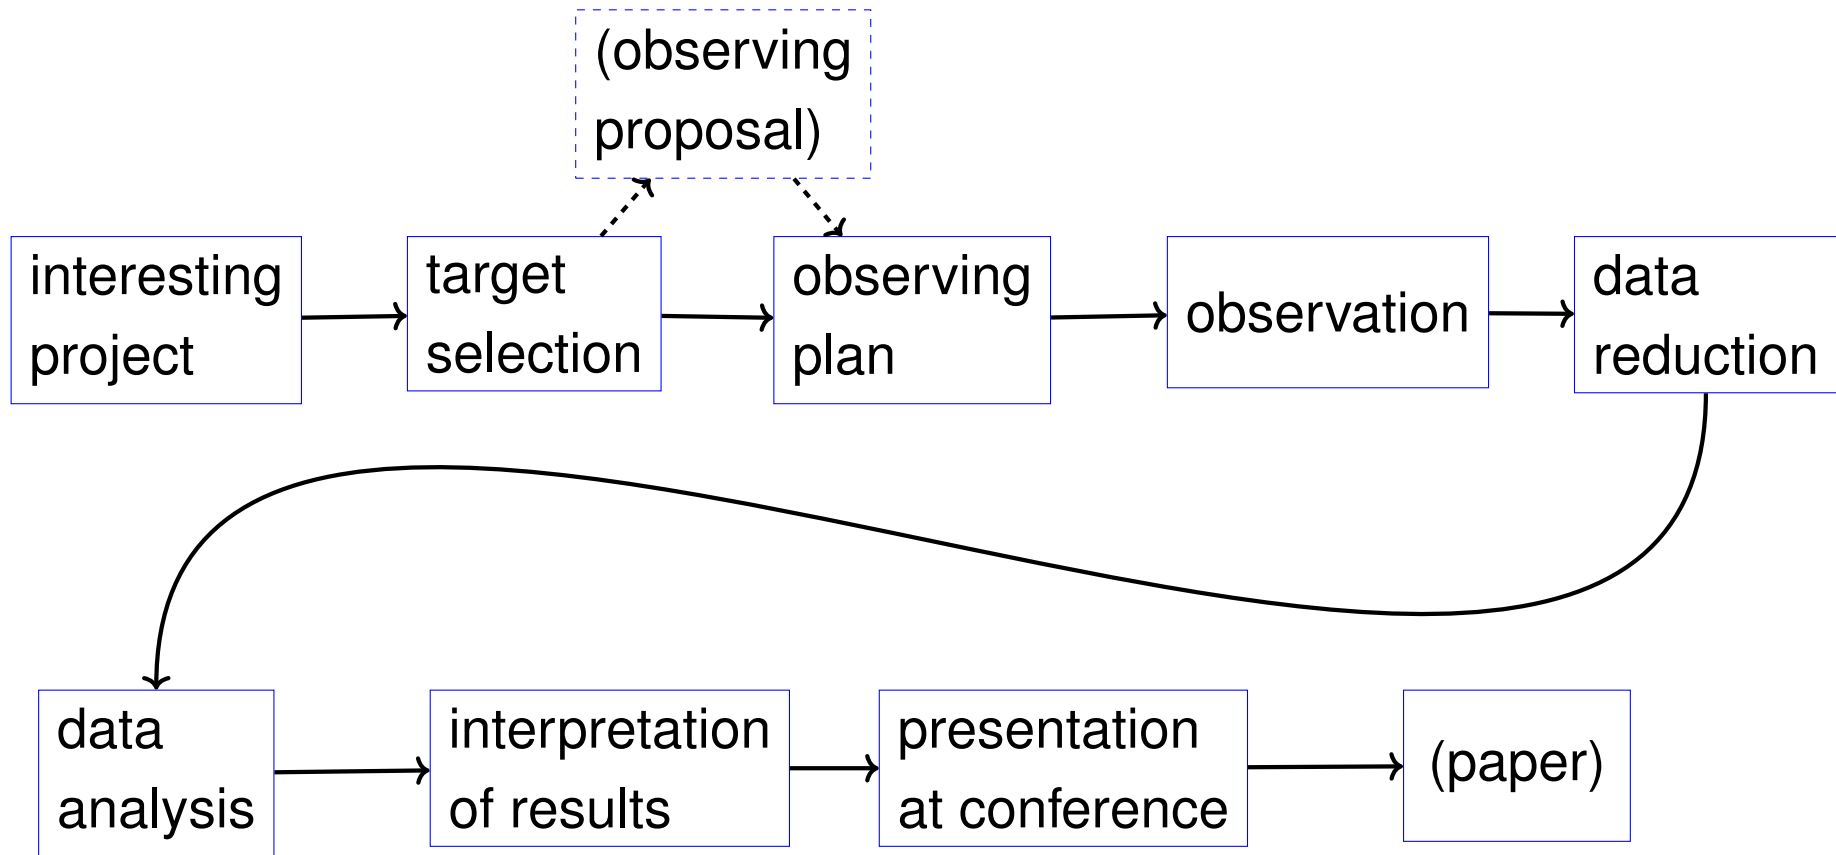 (observing
proposal)
interesting
project
target
selection
observing
plan
observation
data
reduction
data
analysis
interpretation
of results
presentation
at conference
(paper)